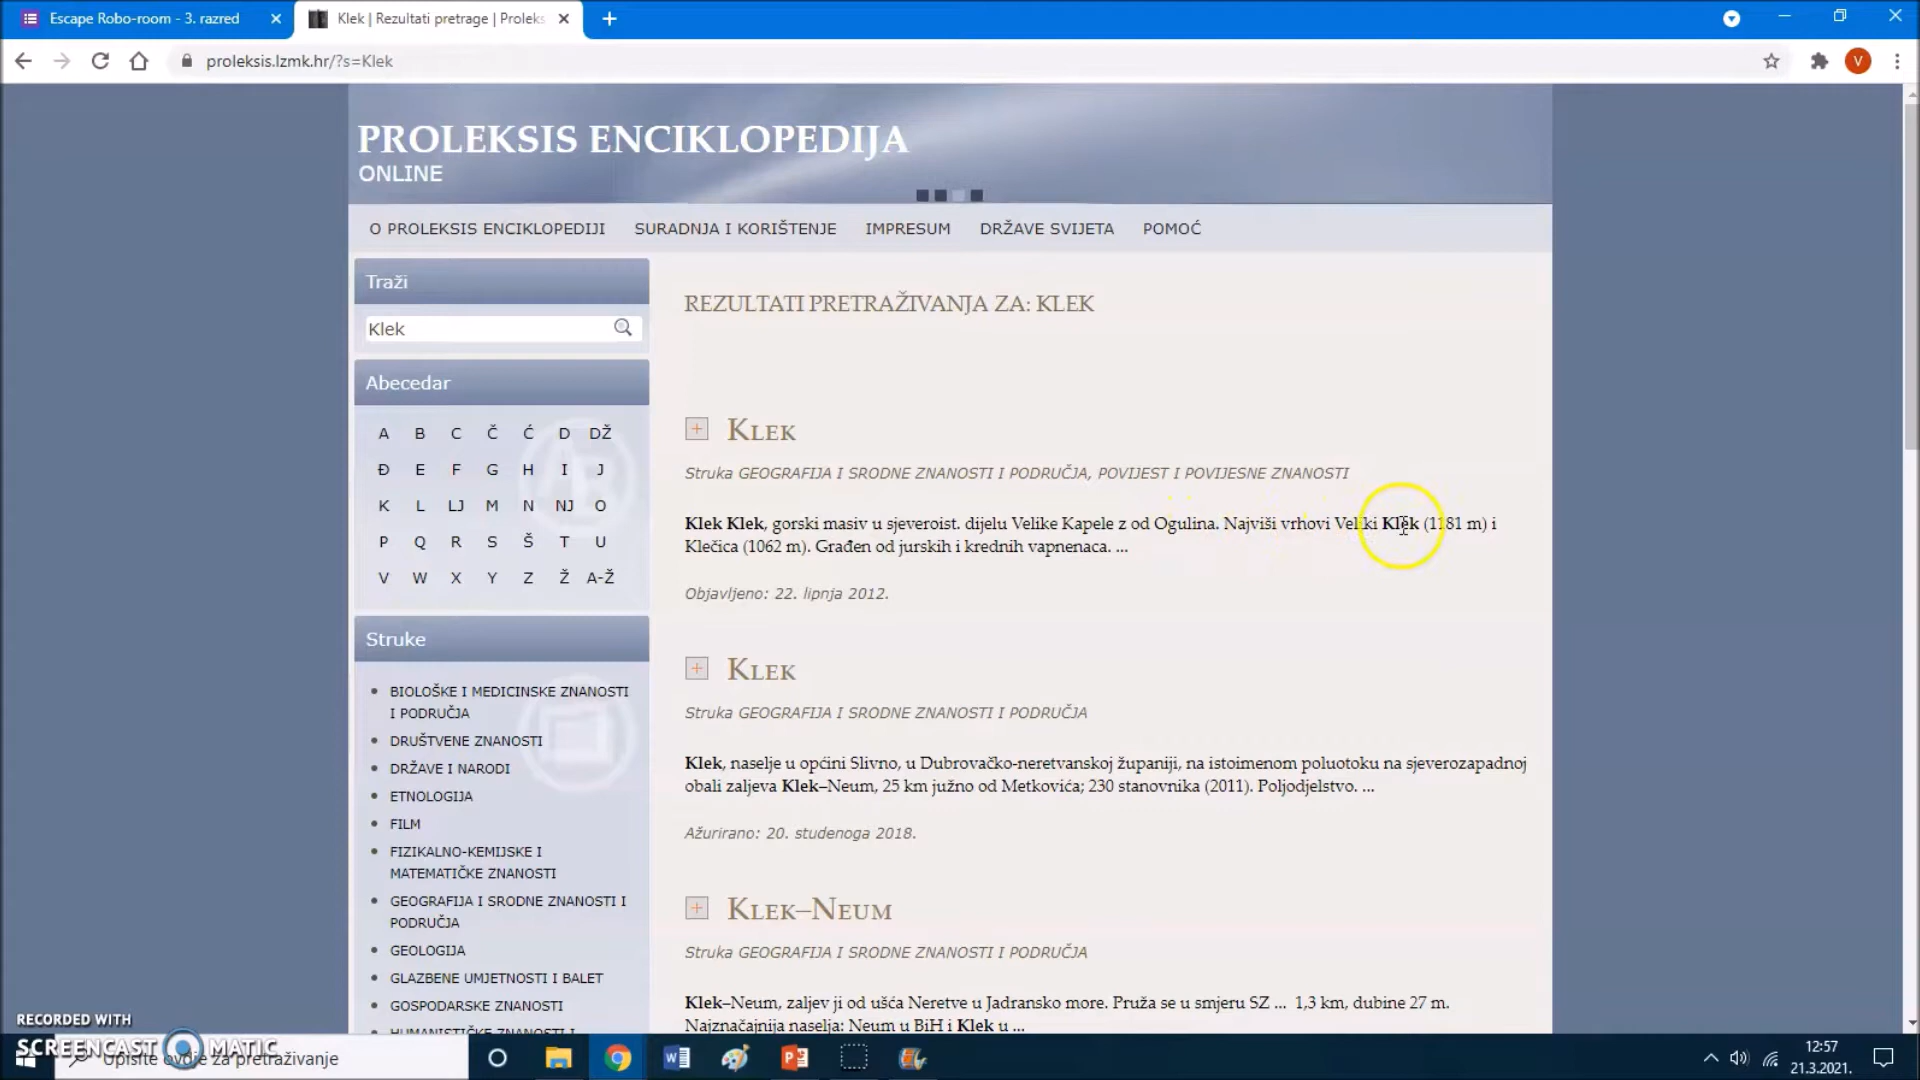 Escape Robo-room - 3. razred
Klek | Rezultati pretrage | Proleks
proleksis.lzmk.hr/?s=Klek
V
PROLEKSIS ENCIKLOPEDIJA
ONLINE
O PROLEKSIS ENCIKLOPEDIJI SURADNJA I KORIŠTENJE IMPRESUM DRŽAVE SVIJETA POMOĆ
Traži
Klek
Abecedar
A B C Č Ć D DŽ
Đ E F G H I J
K L LJ M N NJ O
P Q R S Š T U
V W X Y Z Ž A-Ž
Struke
BIOLOŠKE I MEDICINSKE ZNANOSTI
I PODRUČJA
DRUŠTVENE ZNANOSTI
DRŽAVE I NARODI
ETNOLOGIJA
FILM
FIZIKALNO-KEMIJSKE I
MATEMATIČKE ZNANOSTI
GEOGRAFIJA I SRODNE ZNANOSTI I
PODRUČJA
GEOLOGIJA
GLAZBENE UMJETNOSTI I BALET
GOSPODARSKE ZNANOSTI
HUMANISTIČKE ZNANOSTI I
REZULTATI PRETRAŽIVANJA ZA: KLEK
KLEK
Struka GEOGRAFIJA I SRODNE ZNANOSTI I PODRUČJA, POVIJEST I POVIJESNE ZNANOSTI
Klek Klek, gorski masiv u sjeveroist. dijelu Velike Kapele z od Ogulina. Najviši vrhovi Veliki Klek (1181 m) i
Klečica (1062 m). Građen od jurskih i krednih vapnenaca. ...
Objavljeno: 22. lipnja 2012.
KLEK
Struka GEOGRAFIJA I SRODNE ZNANOSTI I PODRUČJA
Klek, naselje u općini Slivno, u Dubrovačko-neretvanskoj županiji, na istoimenom poluotoku na sjeverozapadnoj
obali zaljeva Klek–Neum, 25 km južno od Metkovića; 230 stanovnika (2011). Poljodjelstvo. ...
Ažurirano: 20. studenoga 2018.
KLEK–NEUM
Struka GEOGRAFIJA I SRODNE ZNANOSTI I PODRUČJA
Klek–Neum, zaljev ji od ušća Neretve u Jadransko more. Pruža se u smjeru SZ ... 1,3 km, dubine 27 m.
Najznačajnija naselja: Neum u BiH i Klek u ...
RECORDED WITH
SCREENCAST MATIC
Upišite ovdje za pretraživanje
12:57
21.3.2021.